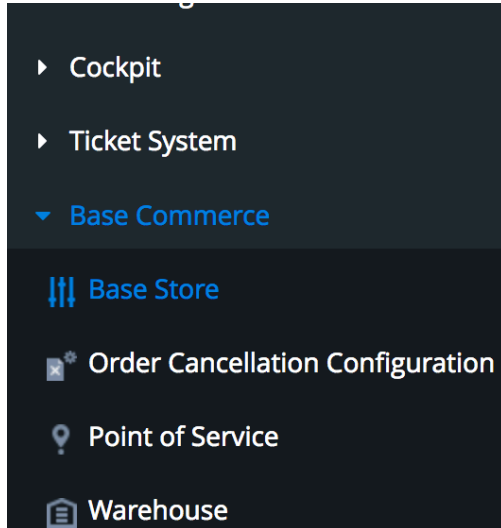 Cockpit
Ticket System
Base Commerce
Base Store
Order Cancellation Configuration
Point of Service
Warehouse